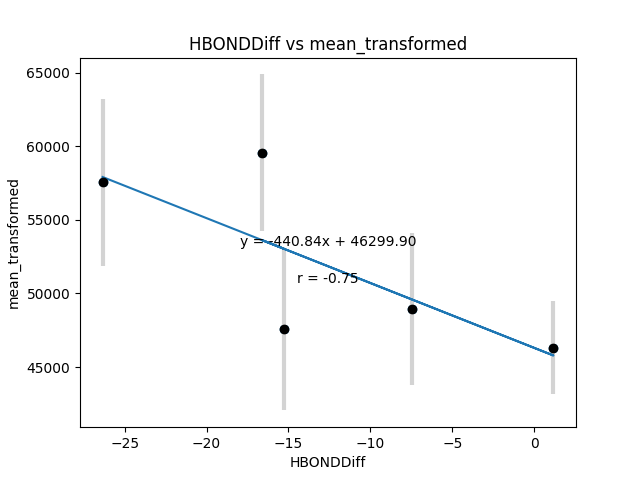 HBONDDiff vs mean_transformed
65000
60000
55000
50000
45000
mean_transformed
y = -440.84x + 46299.90
r = -0.75
−25
−20
−15
−10
−5
0
HBONDDiff